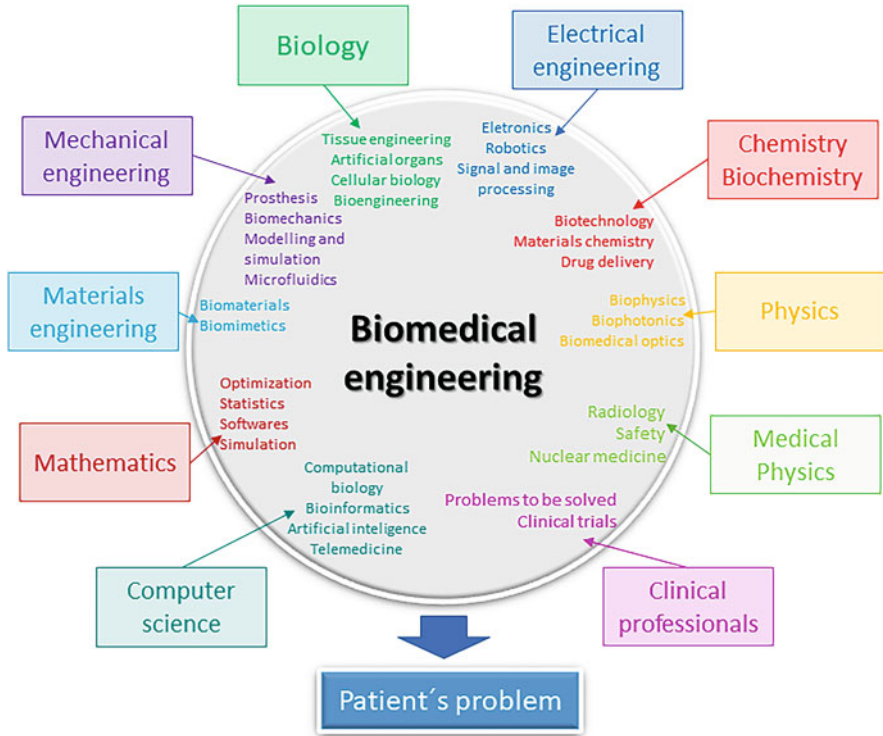 Biology
Electrical
engineering
Mechanical
engineering
Chemistry
Biochemistry
Materials
engineering
Physics
Mathematics
Medical
Physics
Computer
science
Clinical
professionals
Tissue engineering
Artificial organs
Cellular biology
Bioengineering
Eletronics
Robotics
Signal and image
processing
Prosthesis
Biomechanics
Modelling and
simulation
Microfluidics
Biotechnology
Materials chemistry
Drug delivery
Biomaterials
Biomimetics
Biophysics
Biophotonics
Biomedical optics
Biomedical
engineering
Optimization
Statistics
Softwares
Simulation
Radiology
Safety
Nuclear medicine
Computational
biology
Bioinformatics
Artificial inteligence
Telemedicine
Problems to be solved
Clinical trials
Patient´s problem